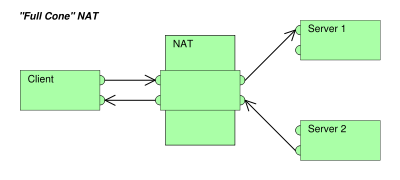 "Full Cone" NAT
NAT
Server 1
Client
Server 2